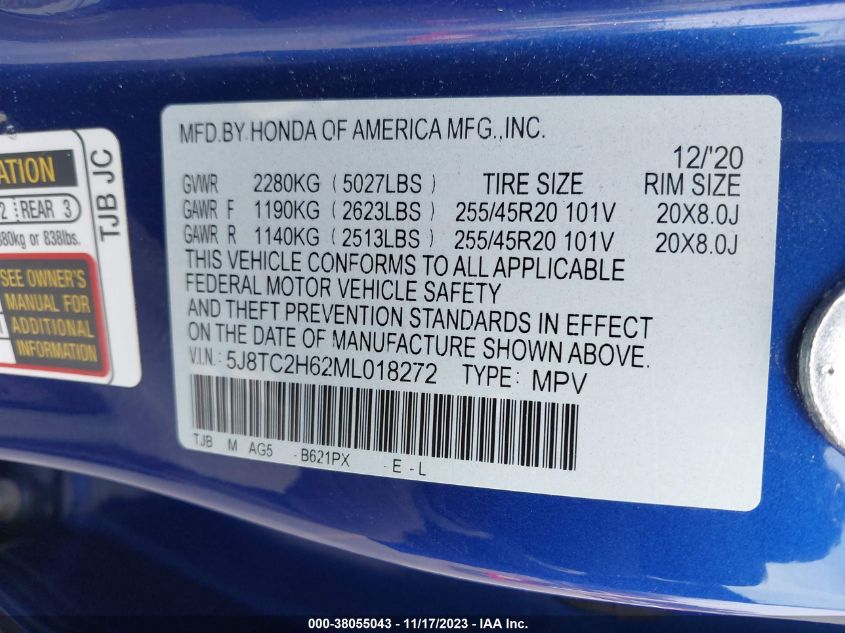 MFD.BY HONDA OF AMERICA MFG.,INC.
12/'20
GVWR 2280KG (5027LBS) TIRE SIZE RIM SIZE
GAWR F 1190KG (2623LBS) 255/45R20 101V 20X8.0J
GAWR R 1140KG (2513LBS) 255/45R20 101V 20X8.0J
THIS VEHICLE CONFORMS TO ALL APPLICABLE
FEDERAL MOTOR VEHICLE SAFETY
AND THEFT PREVENTION STANDARDS IN EFFECT
ON THE DATE OF MANUFACTURE SHOWN ABOVE.
V.I.N: 5J8TC2H62ML018272 TYPE: MPV
TJB M AG5 -B621PX -E-L
2 REAR 3
or 838lbs.
SEE OWNER'S
MANUAL FOR
ADDITIONAL
INFORMATION
TJB JC
000-38055043 - 11/17/2023 - IAA Inc.